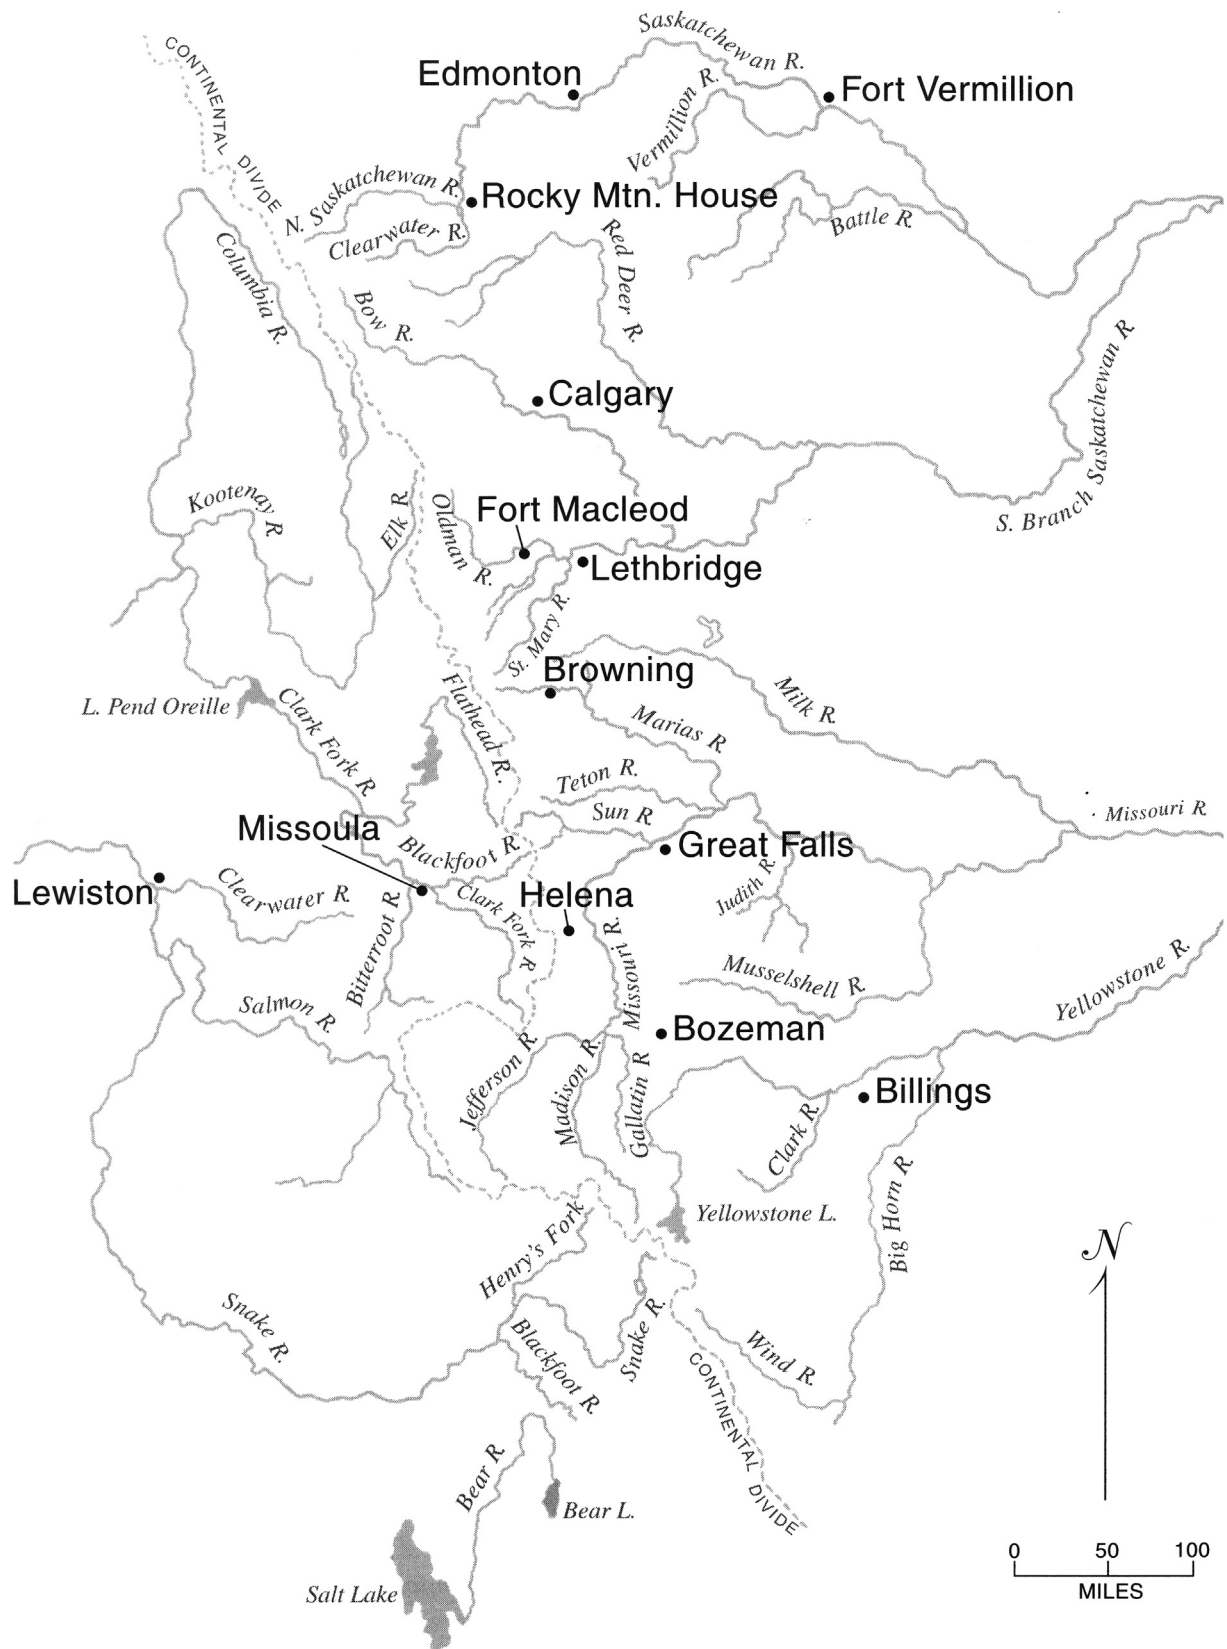 Saskatchewan R.
CONTINENTAL DIVIDE
Edmonton
Vermillion R.
Fort Vermillion
N. Saskatchewan R.
Rocky Mtn. House
Clearwater R.
Battle R.
Red Deer R.
Columbia R.
Bow R.
S. Branch Saskatchewan R.
Calgary
Kootenay R
Elk R.
Oldman R.
Fort Macleod
Lethbridge
St. Mary R.
Browning
L. Pend Oreille
Clark Fork R.
Flathead R.
Milk R.
Marias R.
Teton R.
Sun R.
Missouri R
Missoula
Blackfoot R.
Great Falls
Lewiston
Clearwater R.
Bitterroot R.
Clark Fork R
Helena
Judith R.
Missouri R.
Musselshell R.
Yellowstone R.
Salmon R.
Bozeman
Jefferson R.
Madison R.
Gallatin R
Billings
Clark R.
Big Horn R.
Yellowstone L.
Henry's Fork
N
Snake R.
Snake R.
Blackfoot R.
Wind R.
CONTINENTAL DIVIDE
Bear R.
Bear L.
Salt Lake
0 50 100
MILES